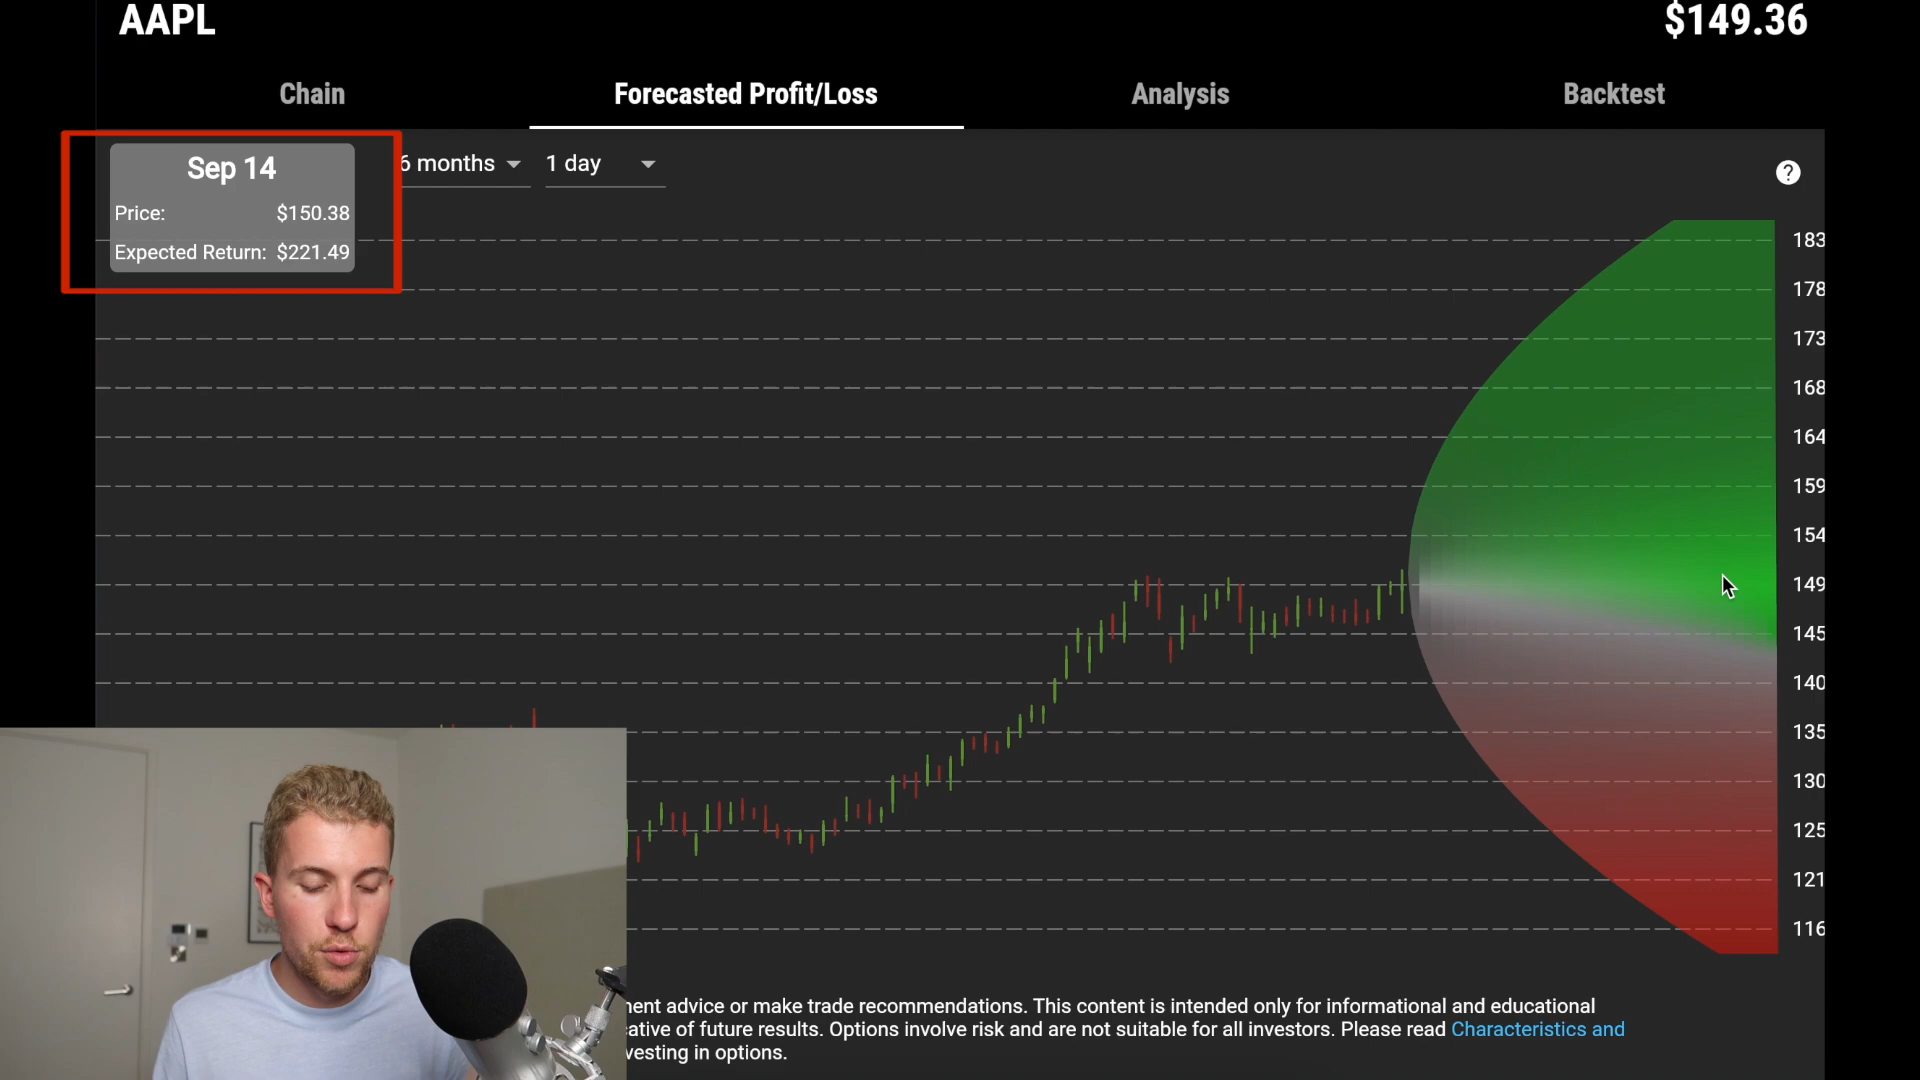 AAPL
$149.36
Chain
Forecasted Profit/Loss
Analysis
Backtest
Sep 14
Price: $150.38
Expected Return: $221.49
6 months
1 day
?
183
178
173
168
164
159
154
149
145
140
135
130
125
121
116
advice or make trade recommendations. This content is intended only for informational and educational
of future results. Options involve risk and are not suitable for all investors. Please read Characteristics and
in options.